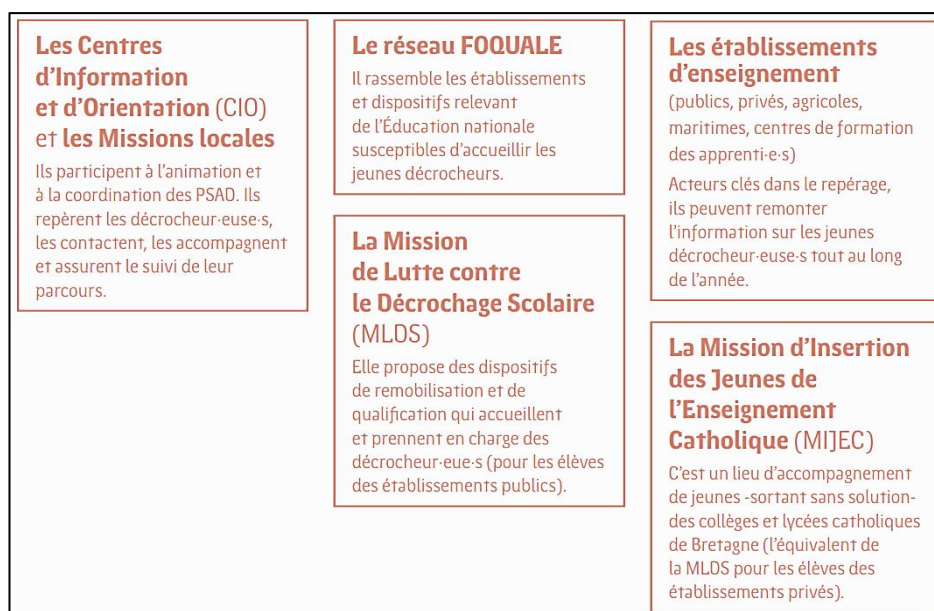 Les Centres
d'Information
et d'Orientation (CIO)
et les Missions locales
Ils participent à l'animation et
à la coordination des PSAD. Ils
repèrent les décrocheur·euse·s,
les contactent, les accompagnent
et assurent le suivi de leur
parcours.
Le réseau FOQUALE
Il rassemble les établissements
et dispositifs relevant
de l'Éducation nationale
susceptibles d'accueillir les
jeunes décrocheurs.
La Mission
de Lutte contre
le Décrochage Scolaire
(MLDS)
Elle propose des dispositifs
de remobilisation et de
qualification qui accueillent
et prennent en charge des
décrocheur·eue·s (pour les élèves
des établissements publics).
Les établissements
d'enseignement
(publics, privés, agricoles,
maritimes, centres de formation
des apprenti·e·s)
Acteurs clés dans le repérage,
ils peuvent remonter
l'information sur les jeunes
décrocheur·euse·s tout au long
de l'année.
La Mission d'Insertion
des Jeunes de
l'Enseignement
Catholique (MIJEC)
C'est un lieu d'accompagnement
de jeunes -sortant sans solution-
des collèges et lycées catholiques
de Bretagne (l'équivalent de
la MLDS pour les élèves des
établissements privés).